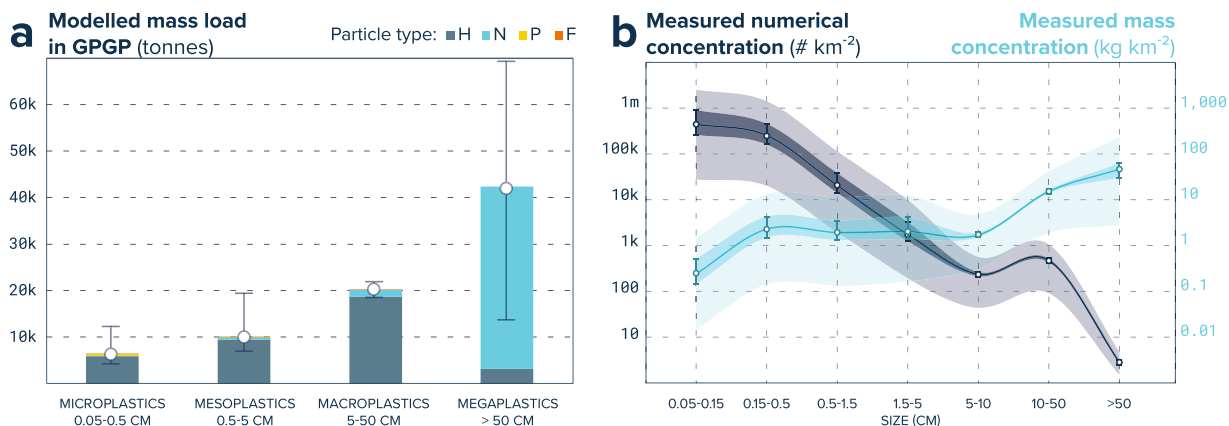 a
Modelled mass load
in GPGP (tonnes)
Particle type: H N P F
60k
50k
40k
30k
20k
10k
MICROPLASTICS
0.05-0.5 CM
MESOPLASTICS
0.5-5 CM
MACROPLASTICS
5-50 CM
MEGAPLASTICS
> 50 CM
b
Measured numerical
concentration (# km-2)
Measured mass
concentration (kg km-2)
1m
100k
10k
1k
100
10
1,000
100
10
1
0.1
0.01
0.05-0.15 0.15-0.5 0.5-1.5 1.5-5 5-10 10-50 >50
SIZE (CM)